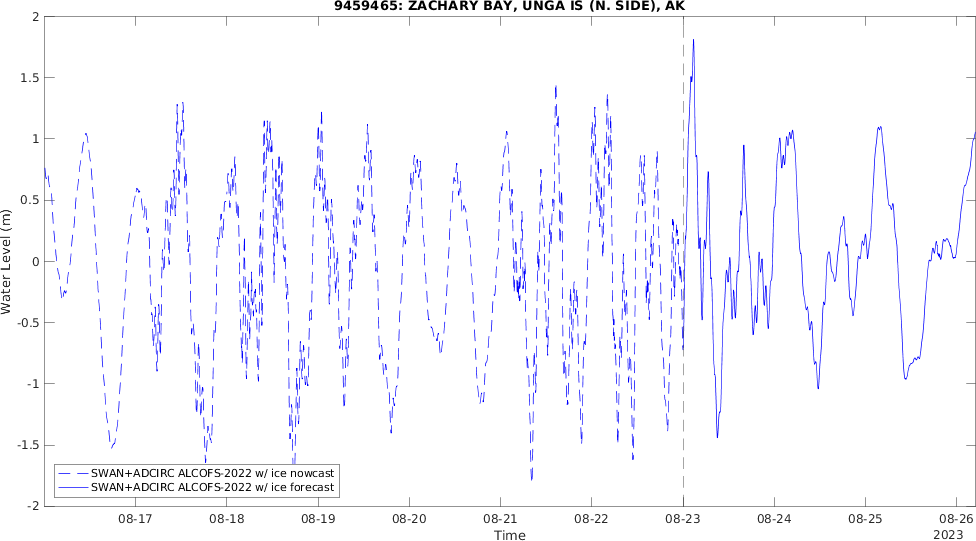 9459465: ZACHARY BAY, UNGA IS (N. SIDE), AK
2
1.5
1
0.5
0
-0.5
-1
-1.5
-2
Water Level (m)
SWAN+ADCIRC ALCOFS-2022 w/ ice nowcast
SWAN+ADCIRC ALCOFS-2022 w/ ice forecast
08-17 08-18 08-19 08-20 08-21 08-22 08-23 08-24 08-25 08-26
Time
2023